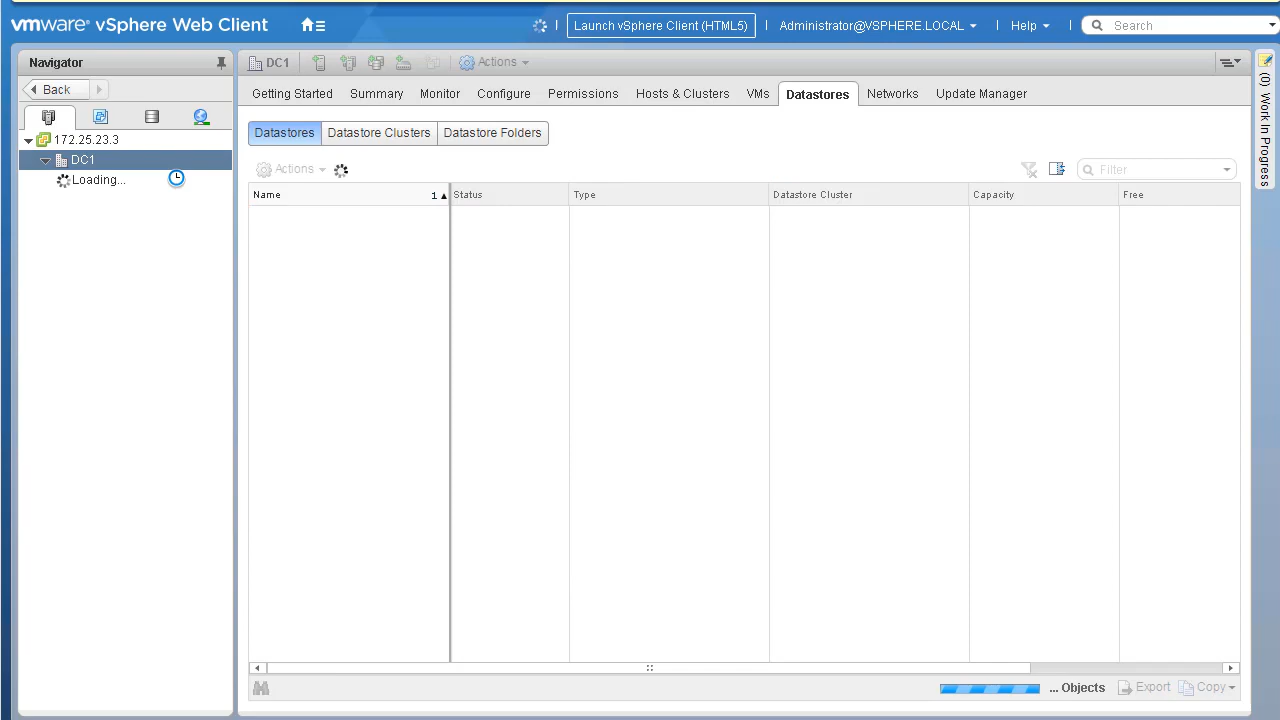 vmware® vSphere Web Client
Launch vSphere Client (HTML5)
Administrator@VSPHERE.LOCAL
Help
Search
Navigator
Back
172.25.23.3
DC1
Loading...
DC1
Actions
Getting Started
Summary
Monitor
Configure
Permissions
Hosts & Clusters
VMs
Datastores
Networks
Update Manager
Datastores
Datastore Clusters
Datastore Folders
Actions
Filter
Name
1
Status
Type
Datastore Cluster
Capacity
Free
... Objects
Export
Copy
(0) Work In Progress